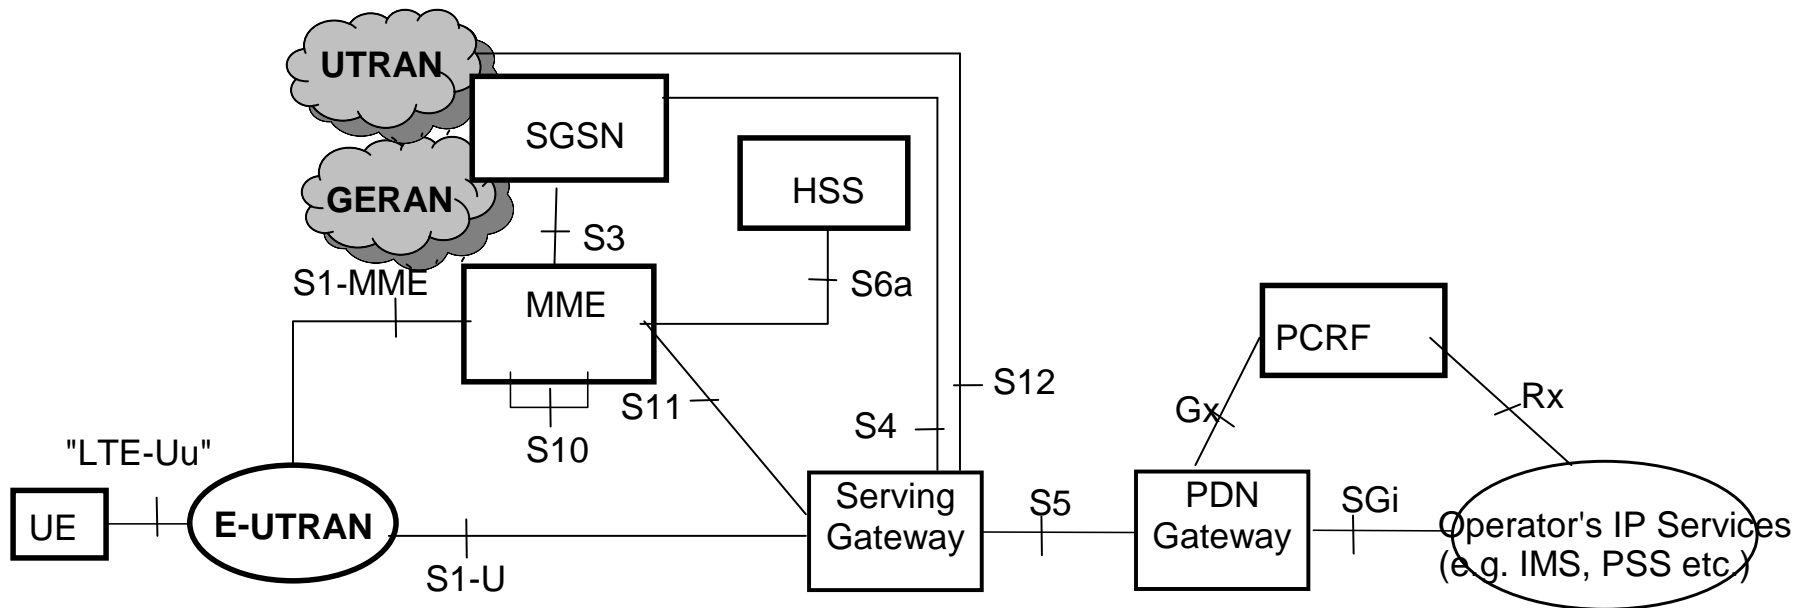 UTRAN
SGSN
HSS
GERAN
S3
S1-MME
S6a
MME
PCRF
S12
S11
Gx
Rx
S4
"LTE-Uu"
S10
Serving
Gateway
S5
PDN
Gateway
SGi
UE
E-UTRAN
Operator's IP Services
(e.g. IMS, PSS etc.)
S1-U